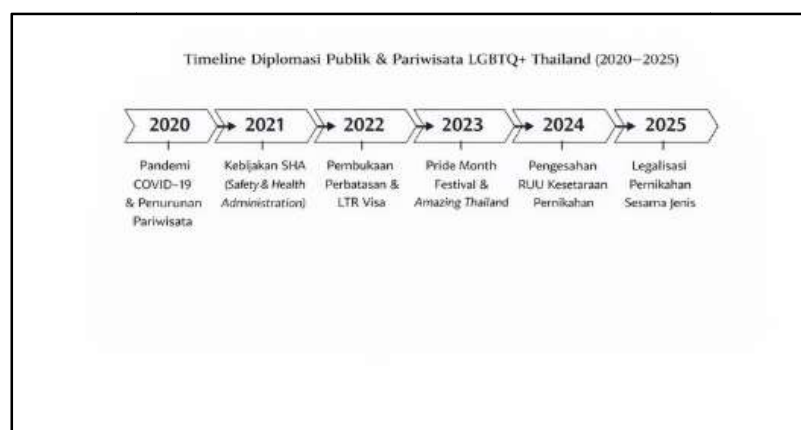 Timeline Diplomasi Publik & Pariwisata LGBTQ+ Thailand (2020–2025)
2020
2021
2022
2023
2024
2025
Pandemi
COVID–19
& Penurunan
Pariwisata
Kebijakan SHA
(Safety & Health
Administration)
Pembukaan
Perbatasan &
LTR Visa
Pride Month
Festival &
Amazing Thailand
Pengesahan
RUU Kesetaraan
Pernikahan
Legalisasi
Pernikahan
Sesama Jenis